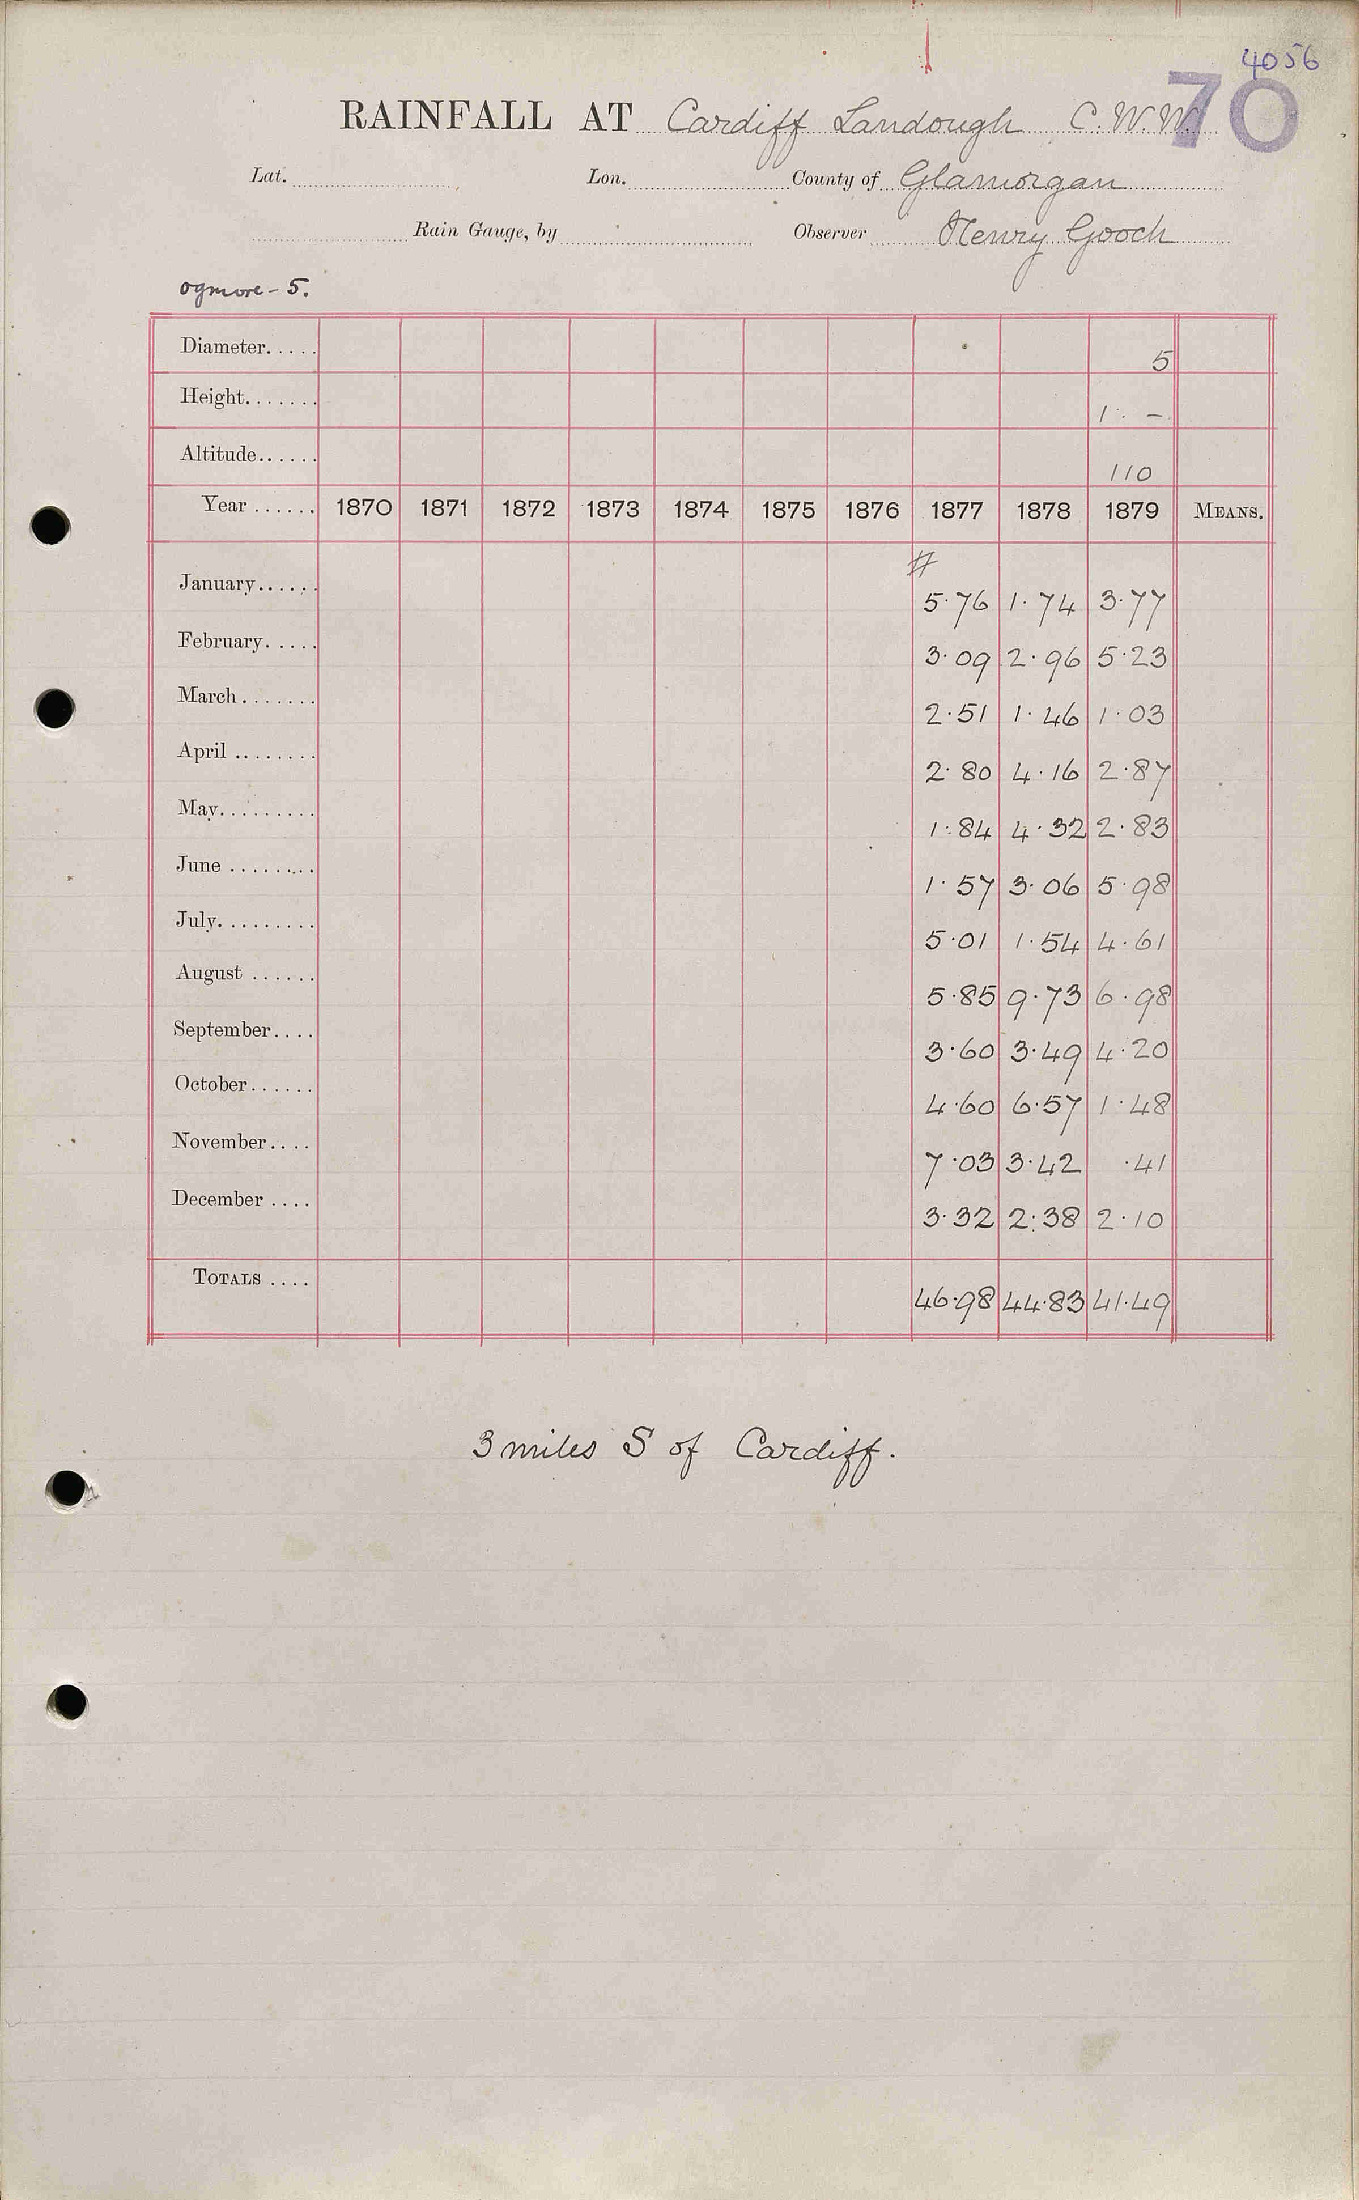 4056
70
RAINFALL AT Cardiff Landough C.W.W.
Lat. Lon. County of Glamorgan
Rain Gauge, by Observer Henry Gooch
ogmore - 5.
Diameter..... 5
Height....... 1 · -
Altitude...... 110
Year ...... 1870 1871 1872 1873 1874 1875 1876 1877 1878 1879 MEANS.
#
January...... 5·76 1·74 3·77
February..... 3·09 2·96 5·23
March ....... 2·51 1·46 1·03
April ........ 2·80 4·16 2·87
May......... 1·84 4·32 2·83
June ........ 1·57 3·06 5·98
July......... 5·01 1·54 4·61
August ...... 5·85 9·73 6·98
September.... 3·60 3·49 4·20
October...... 4·60 6·57 1·48
November.... 7·03 3·42 ·41
December .... 3·32 2·38 2·10
TOTALS .... 46·98 44·83 41·49
3 miles S of Cardiff.